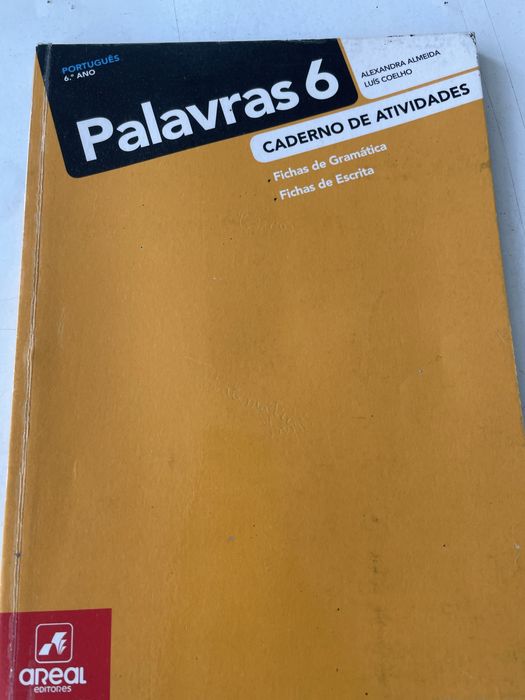 PORTUGUÊS
6.º ANO
Palavras 6
ALEXANDRA ALMEIDA
LUÍS COELHO
CADERNO DE ATIVIDADES
Fichas de Gramática
Fichas de Escrita
AREAL
EDITORES